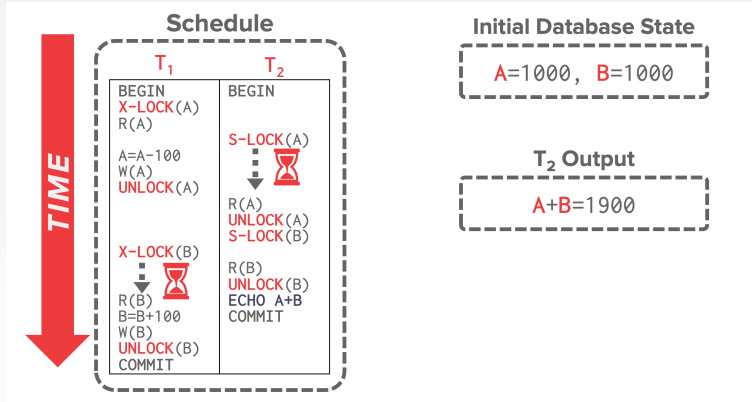 Schedule
T1
T2
BEGIN
X-LOCK(A)
R(A)
A=A-100
W(A)
UNLOCK(A)
X-LOCK(B)
R(B)
B=B+100
W(B)
UNLOCK(B)
COMMIT
BEGIN
S-LOCK(A)
R(A)
UNLOCK(A)
S-LOCK(B)
R(B)
UNLOCK(B)
ECHO A+B
COMMIT
TIME
Initial Database State
A=1000, B=1000
T2 Output
A+B=1900